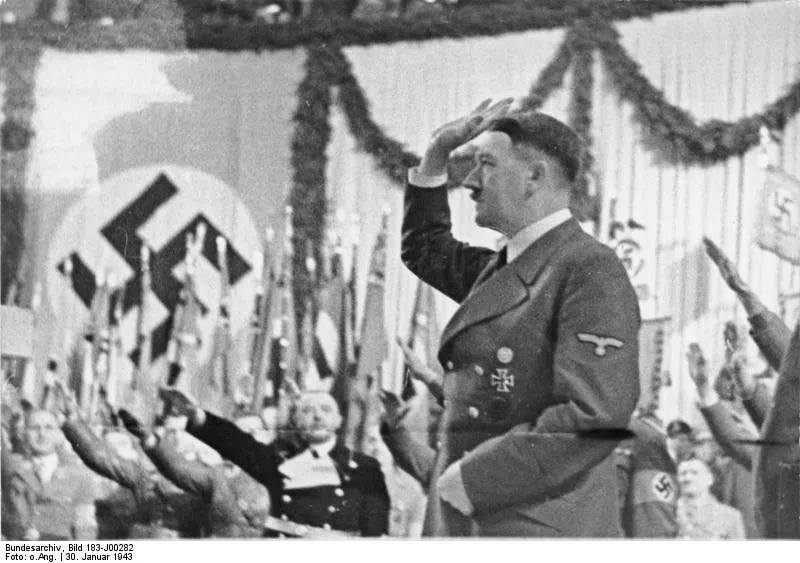 Bundesarchiv, Bild 183-J00282
Foto: o.Ang. | 30. Januar 1943